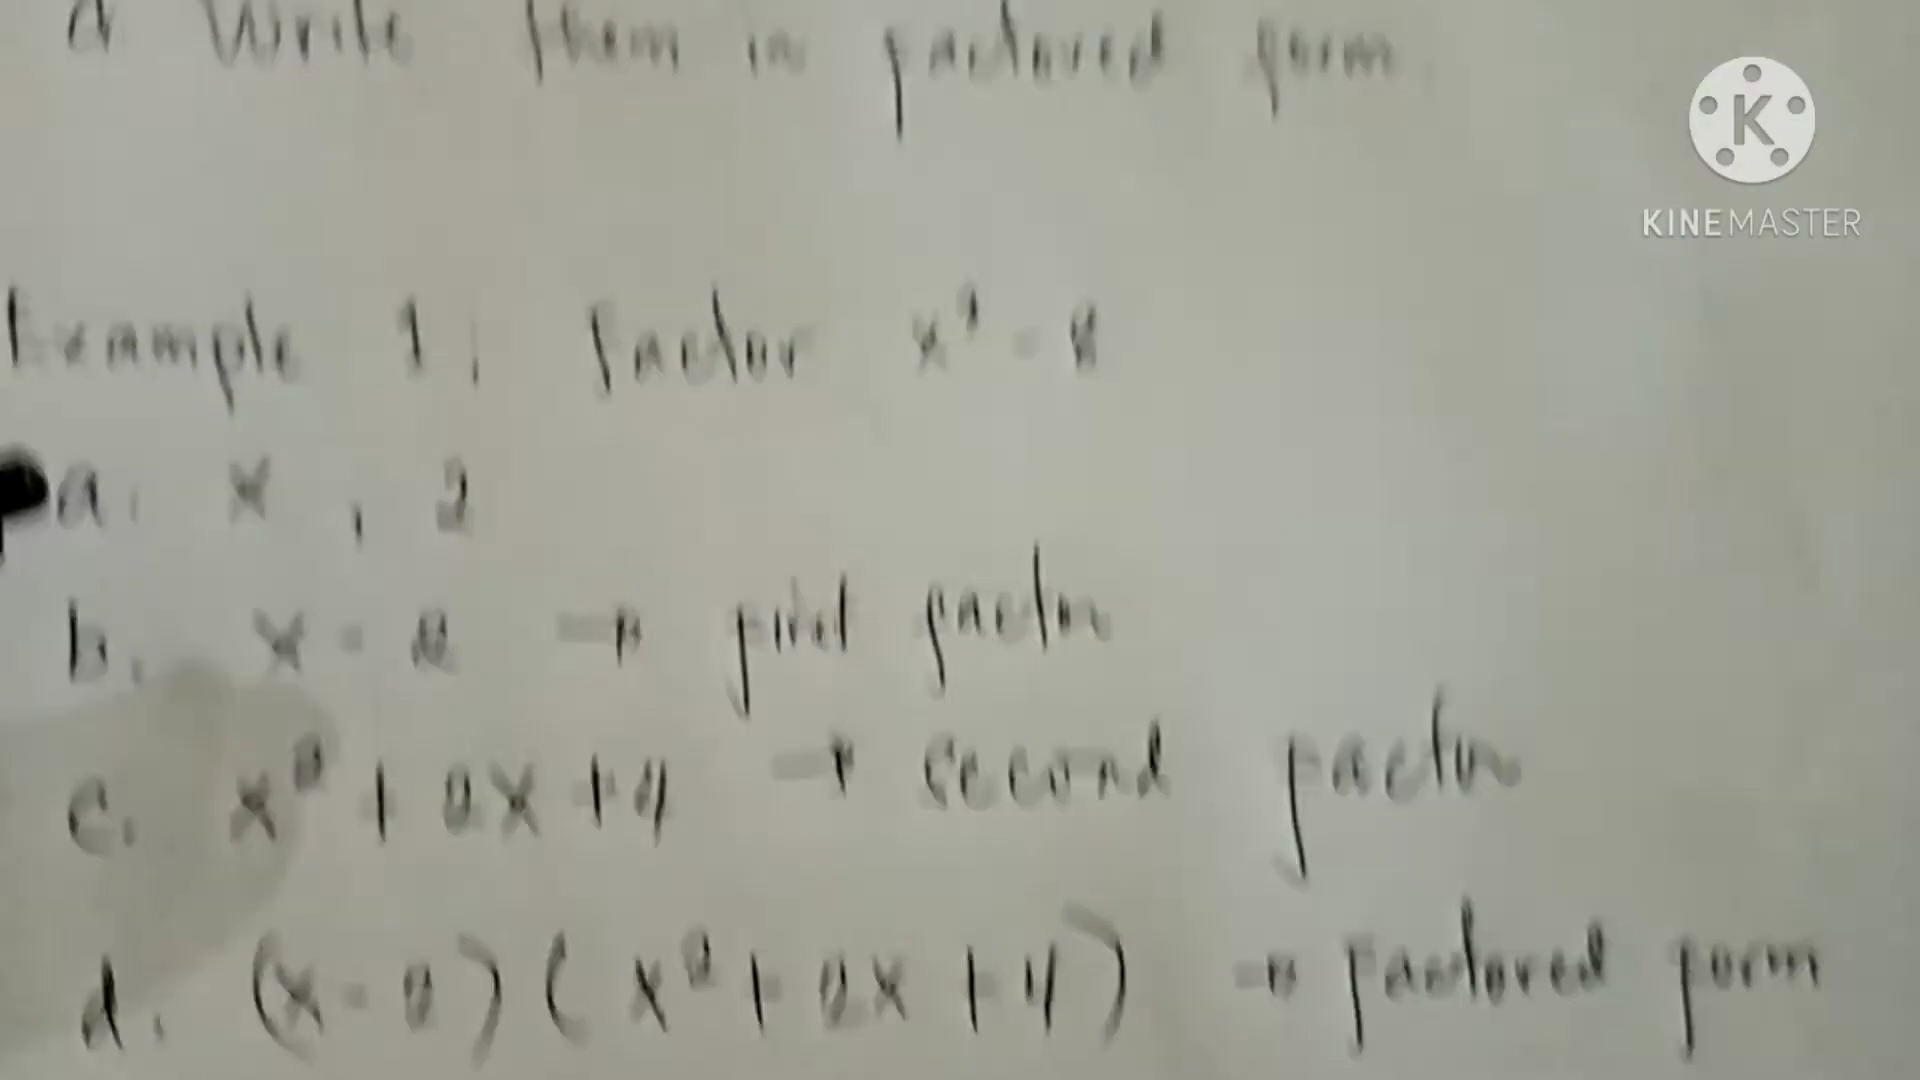 d. Write them in factored form.
KINEMASTER
Example 1. Factor x³ - 8
a. x , 2
b. x - 2 → first factor
c. x² + 2x + 4 → second factor
d. (x - 2) (x² + 2x + 4) → factored form